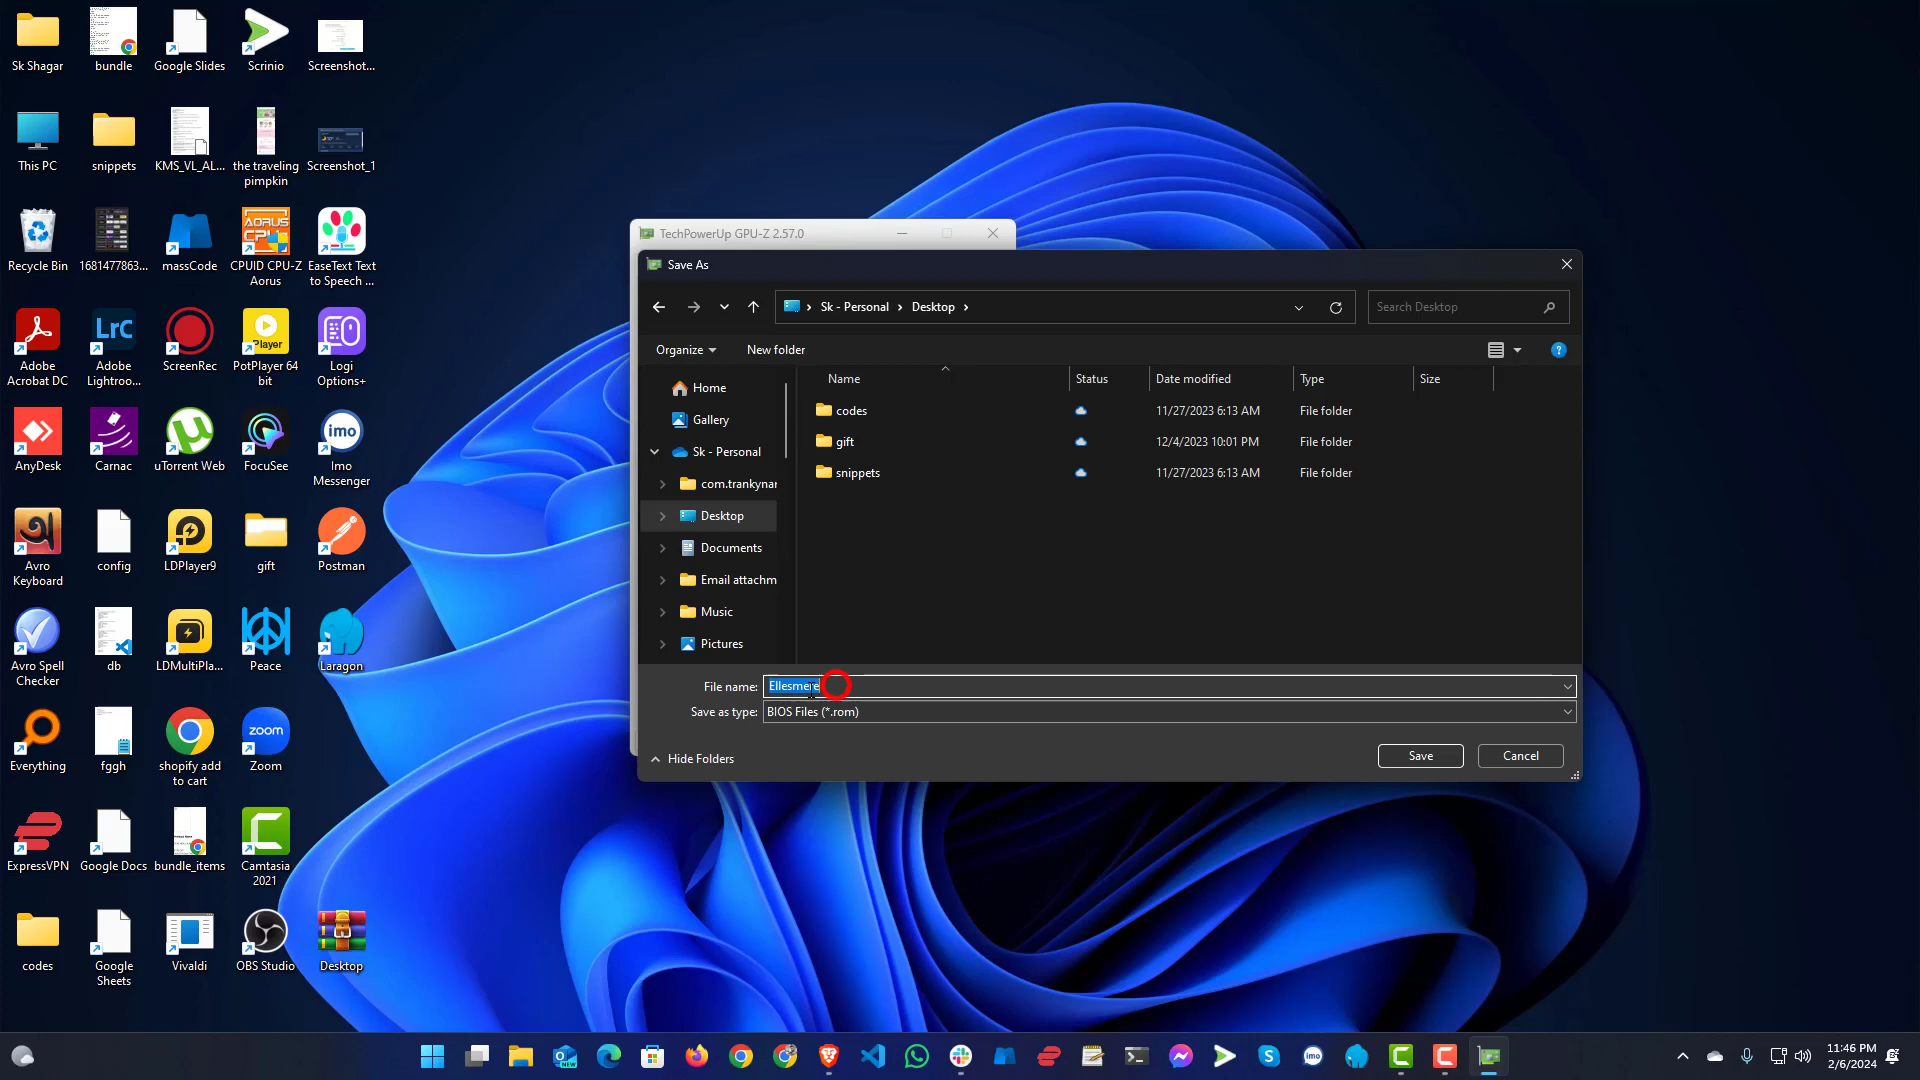 Sk Shagar
bundle
Google Slides
Scrinio
Screenshot...
This PC
snippets
KMS_VL_AL...
the traveling
pimpkin
Screenshot_1
Recycle Bin
1681477863...
massCode
AORUS
CPU
CPUID CPU-Z
Aorus
EaseText Text
to Speech ...
Adobe
Acrobat DC
LrC
Adobe
Lightroo...
ScreenRec
Player
PotPlayer 64
bit
Logi
Options+
AnyDesk
Carnac
uTorrent Web
FocuSee
imo
Imo
Messenger
Avro
Keyboard
config
LDPlayer9
gift
Postman
Avro Spell
Checker
db
LDMultiPla...
Peace
Laragon
Everything
fggh
shopify add
to cart
zoom
Zoom
ExpressVPN
Google Docs
bundle_items
Camtasia
2021
codes
Google
Sheets
Vivaldi
OBS Studio
Desktop
TechPowerUp GPU-Z 2.57.0
Save As
Sk - Personal
Desktop
Search Desktop
Organize
New folder
Name
Status
Date modified
Type
Size
Home
Gallery
Sk - Personal
com.trankynar
Desktop
Documents
Email attachm
Music
Pictures
codes 11/27/2023 6:13 AM File folder
gift 12/4/2023 10:01 PM File folder
snippets 11/27/2023 6:13 AM File folder
File name: Ellesmere
Save as type: BIOS Files (*.rom)
Hide Folders
Save
Cancel
NEW
imo
11:46 PM
2/6/2024